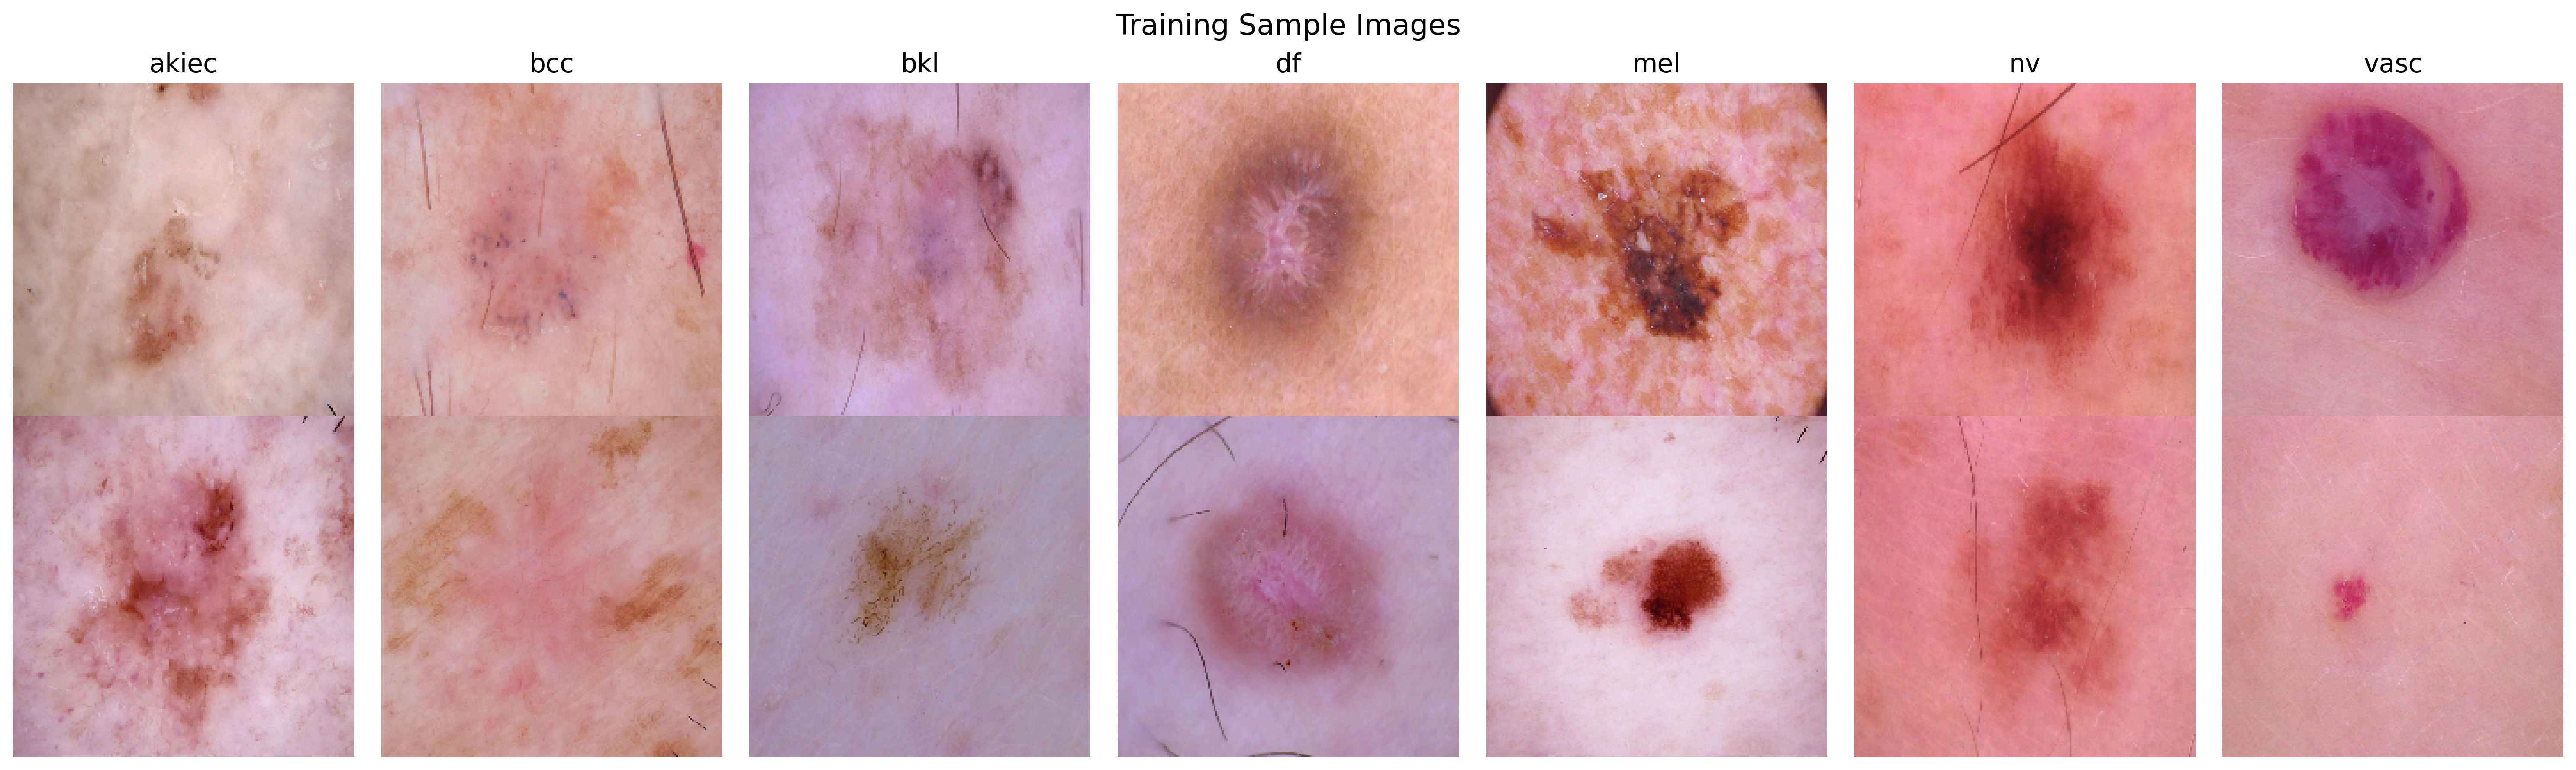 Training Sample Images
akiec bcc bkl df mel nv vasc